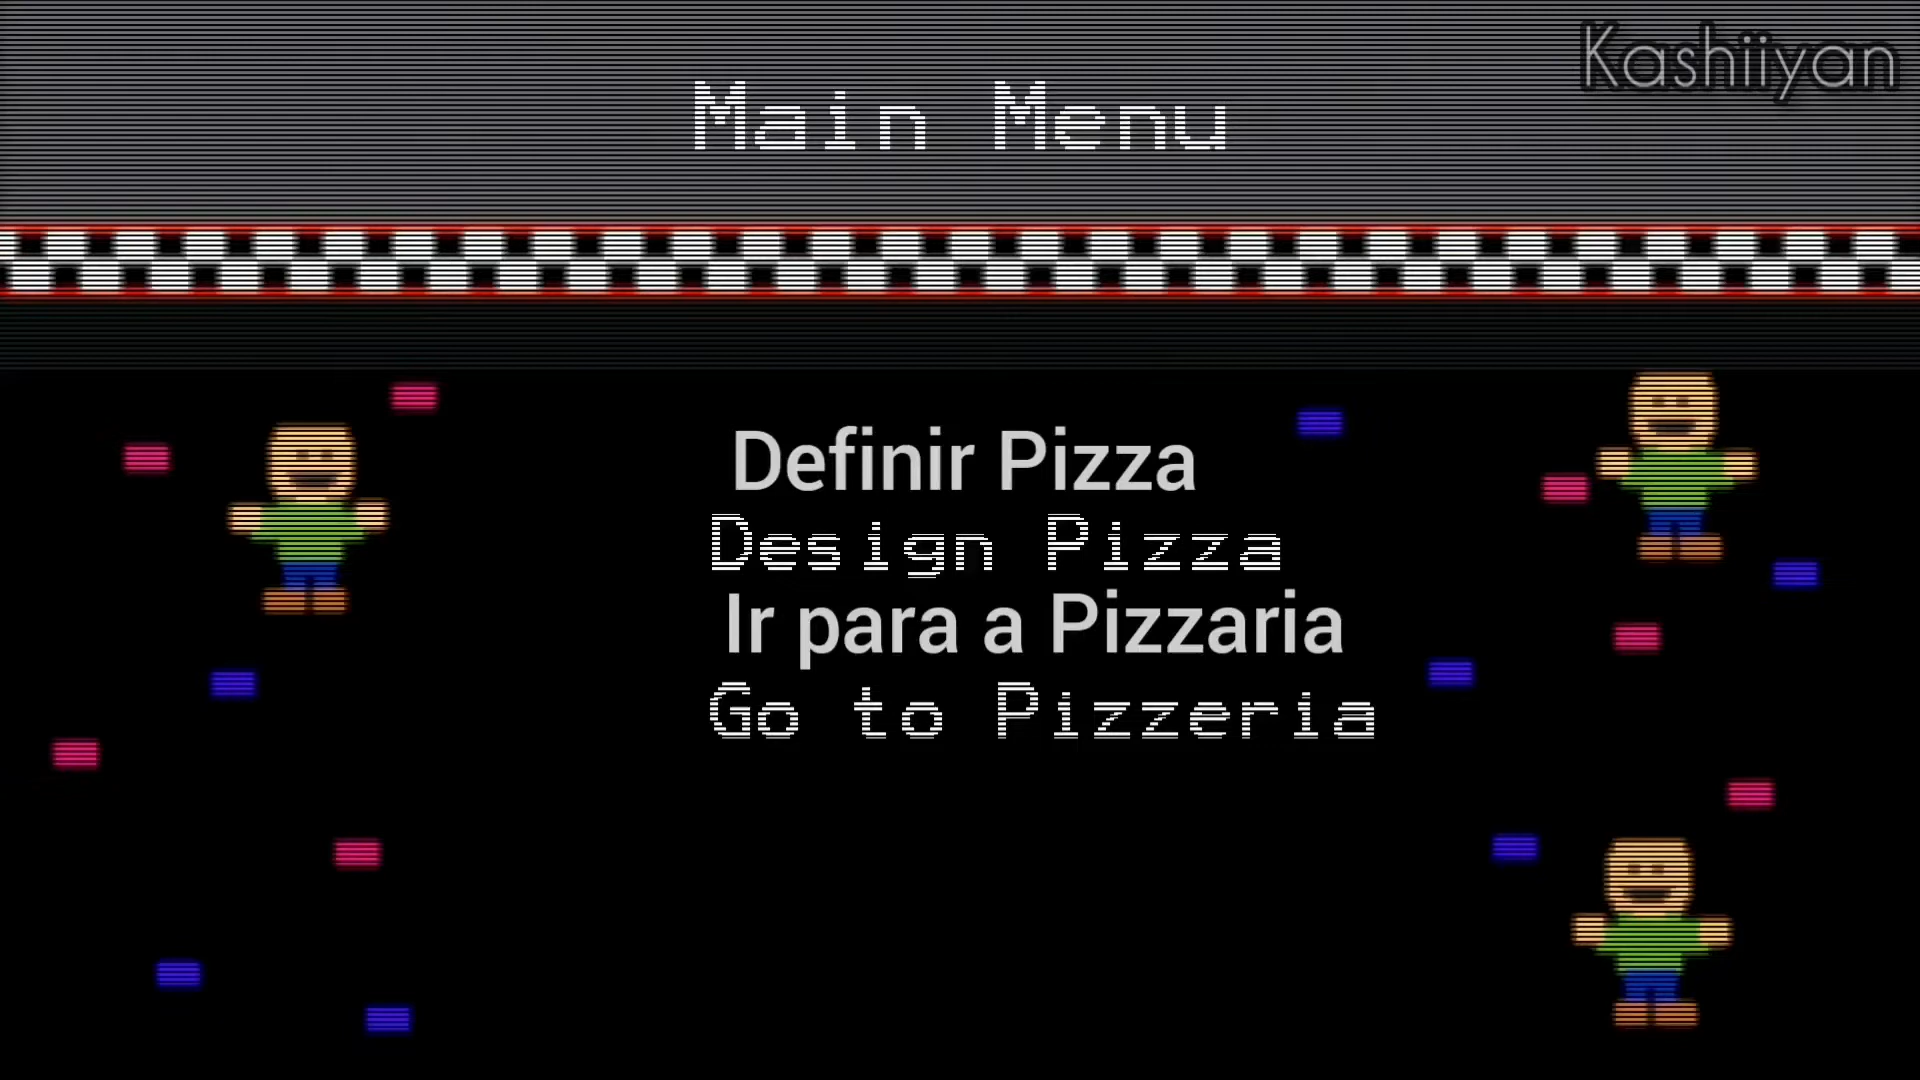 Kashiiyan
Main Menu
Definir Pizza
Design Pizza
Ir para a Pizzaria
Go to Pizzeria